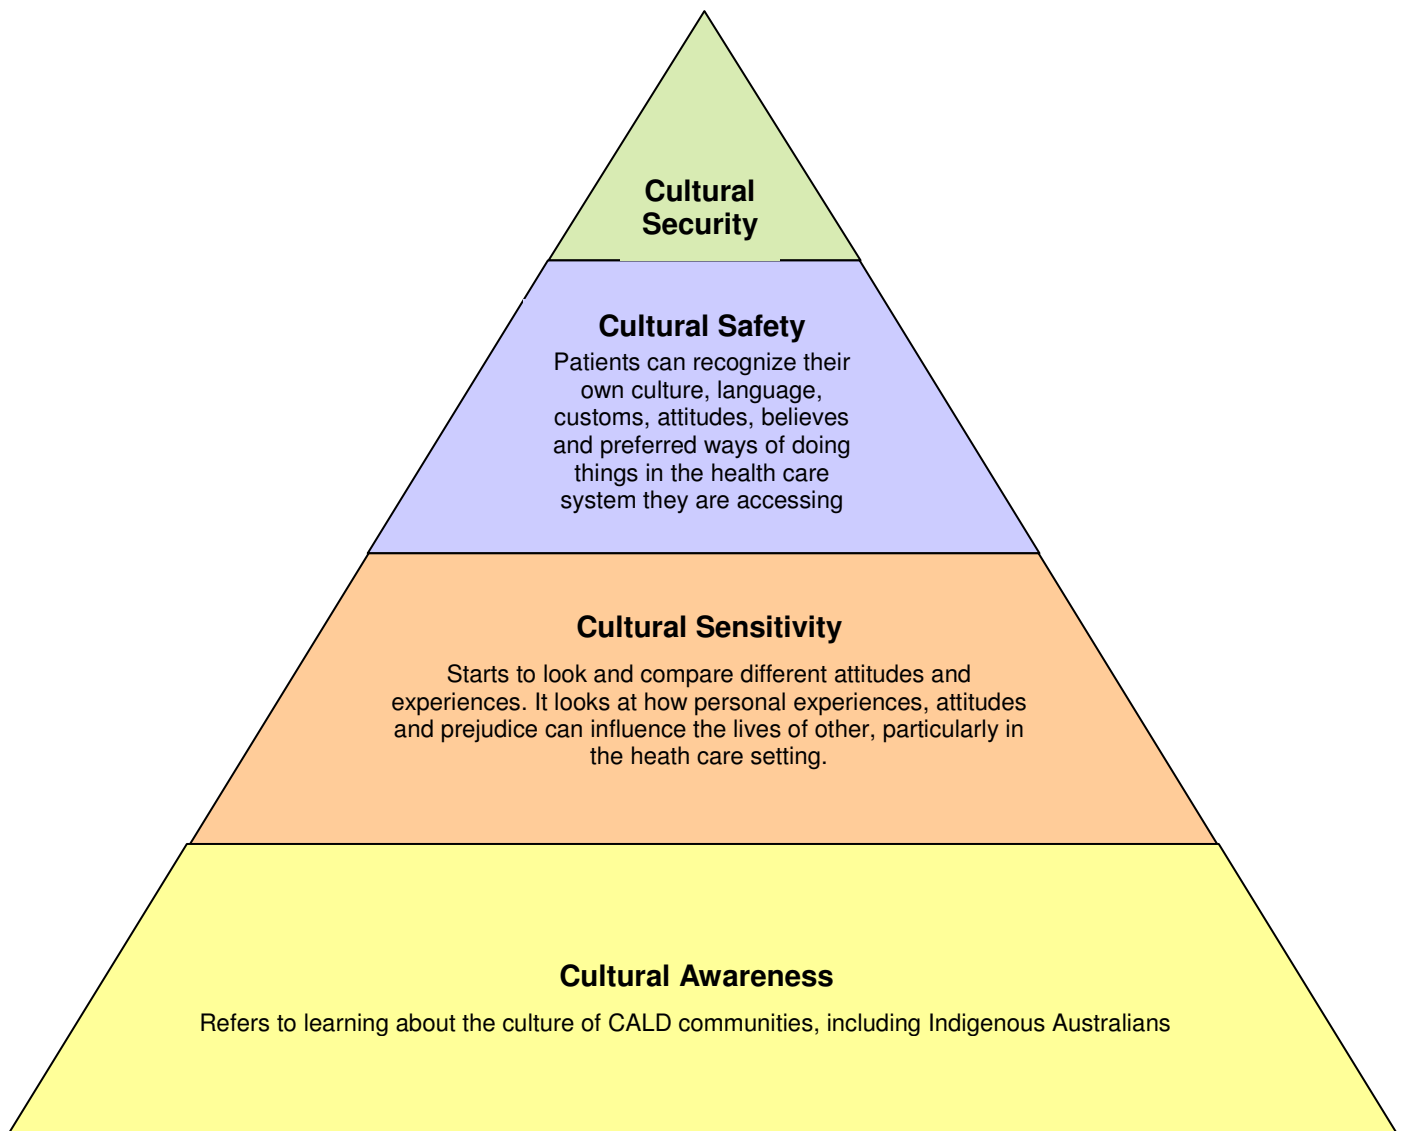 Cultural
Security
Cultural Safety
Patients can recognize their
own culture, language,
customs, attitudes, believes
and preferred ways of doing
things in the health care
system they are accessing
Cultural Sensitivity
Starts to look and compare different attitudes and
experiences. It looks at how personal experiences, attitudes
and prejudice can influence the lives of other, particularly in
the heath care setting.
Cultural Awareness
Refers to learning about the culture of CALD communities, including Indigenous Australians